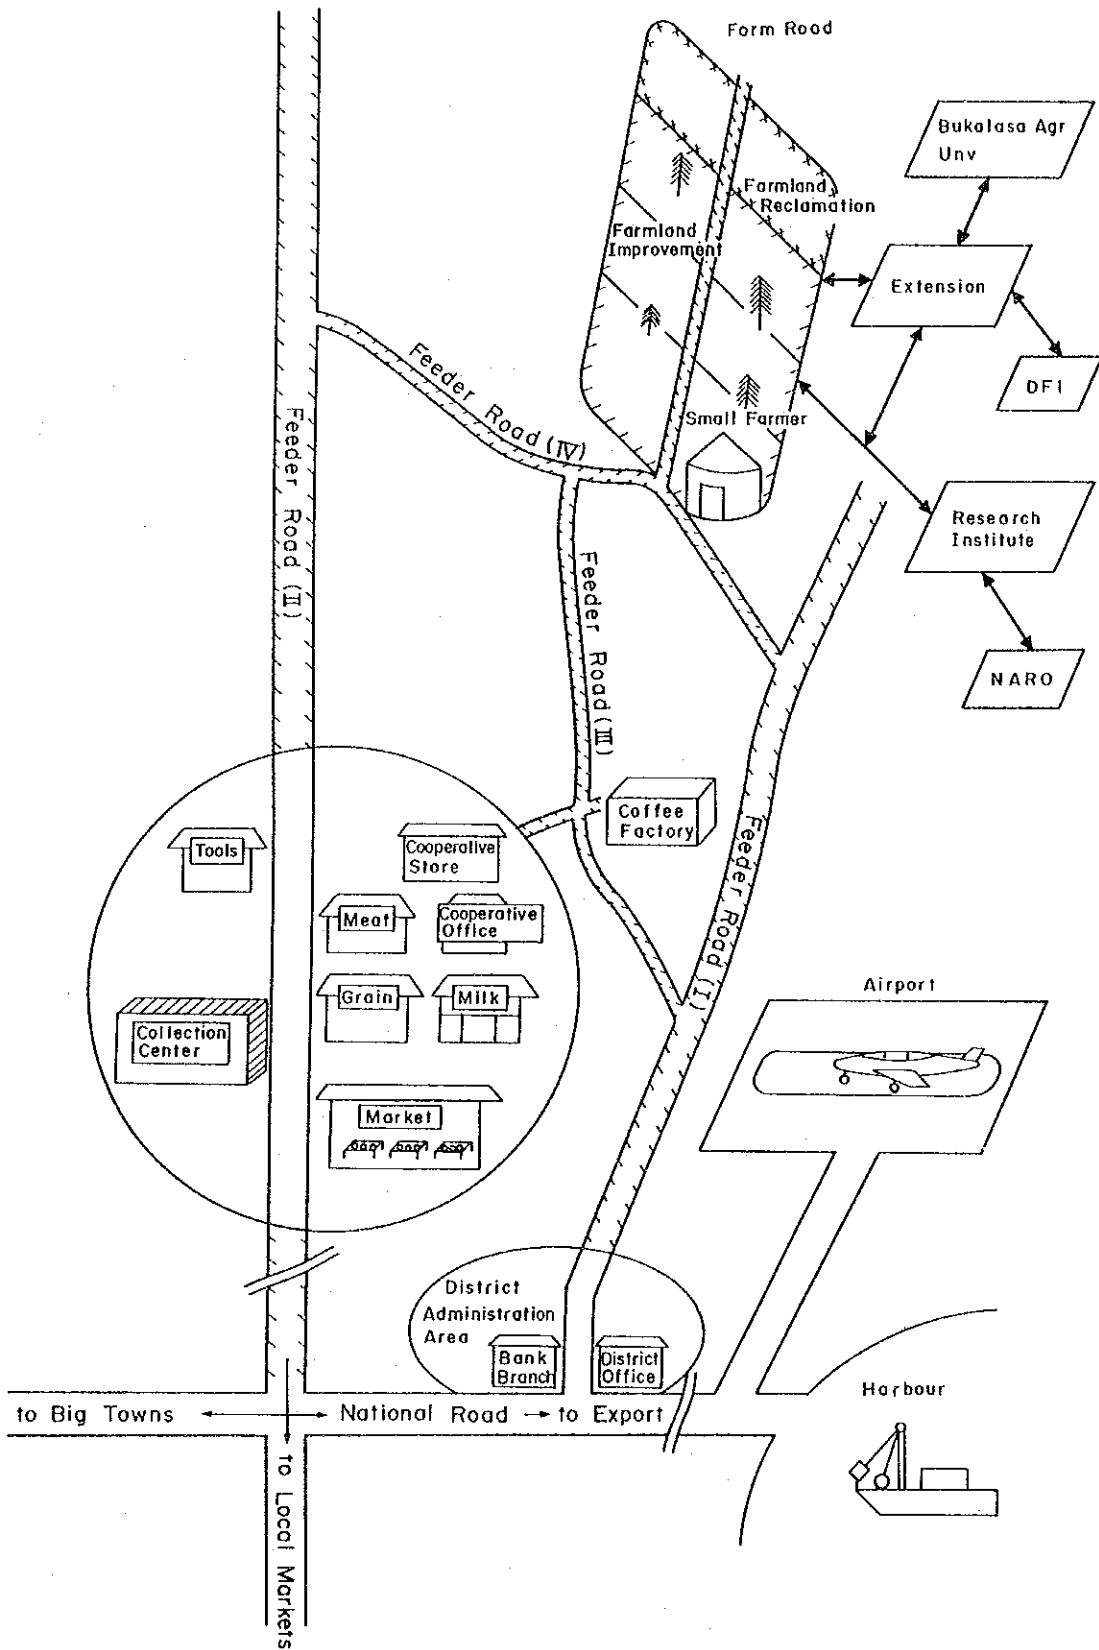 Form Road
Bukalasa Agr
Unv
Farmland
Reclamation
Farmland
Improvement
Extension
DFI
Small Farmer
Feeder Road (IV)
Feeder Road (II)
Research
Institute
NARO
Feeder Road (III)
Coffee
Factory
Feeder Road (I)
Tools
Cooperative
Store
Meat
Cooperative
Office
Grain
Milk
Collection
Center
Market
Airport
District
Administration
Area
Bank
Branch
District
Office
Harbour
to Big Towns
National Road
to Export
to Local Markets